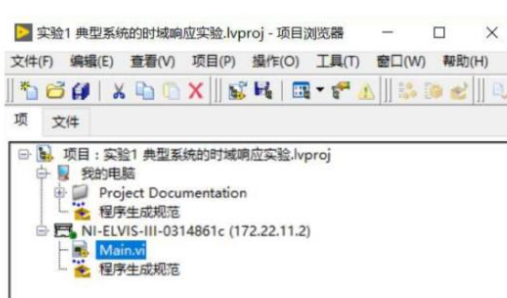 实验1 典型系统的时域响应实验.lvproj - 项目浏览器
文件(F) 编辑(E) 查看(V) 项目(P) 操作(O) 工具(T) 窗口(W) 帮助(H)
项 文件
项目：实验1 典型系统的时域响应实验.lvproj
我的电脑
Project Documentation
程序生成规范
NI-ELVIS-III-0314861c (172.22.11.2)
Main.vi
程序生成规范